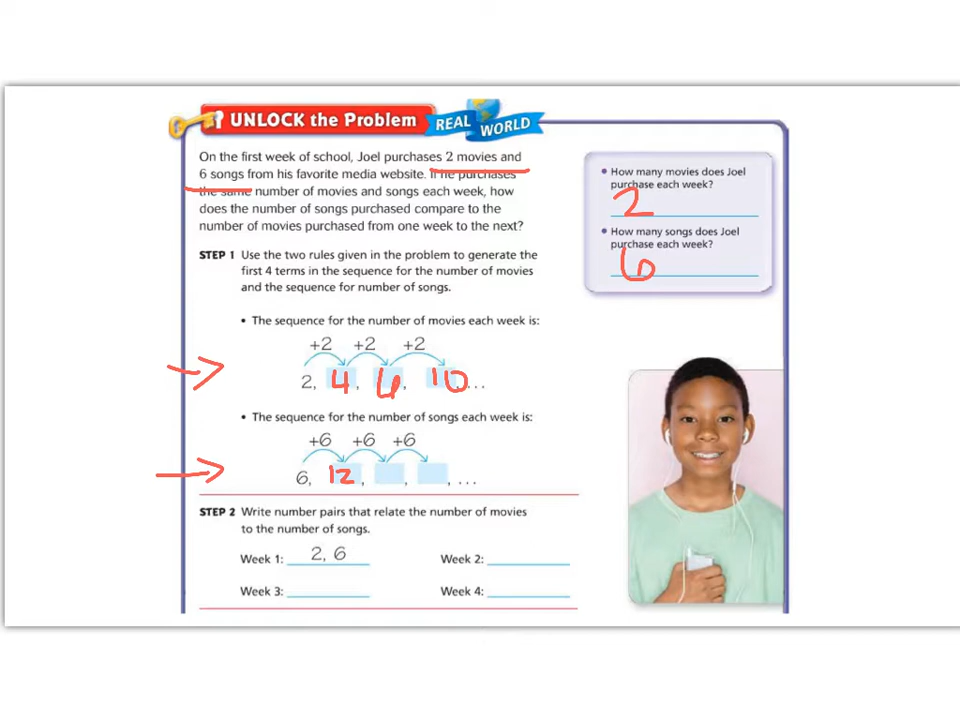 UNLOCK the Problem REAL WORLD
On the first week of school, Joel purchases 2 movies and
6 songs from his favorite media website. If he purchases
the same number of movies and songs each week, how
does the number of songs purchased compare to the
number of movies purchased from one week to the next?
• How many movies does Joel
purchase each week?
2
• How many songs does Joel
purchase each week?
6
STEP 1 Use the two rules given in the problem to generate the
first 4 terms in the sequence for the number of movies
and the sequence for number of songs.
• The sequence for the number of movies each week is:
+2 +2 +2
2, 4, 6, 10, ...
• The sequence for the number of songs each week is:
+6 +6 +6
6, 12, , , ...
STEP 2 Write number pairs that relate the number of movies
to the number of songs.
Week 1: 2, 6 Week 2:
Week 3: Week 4: